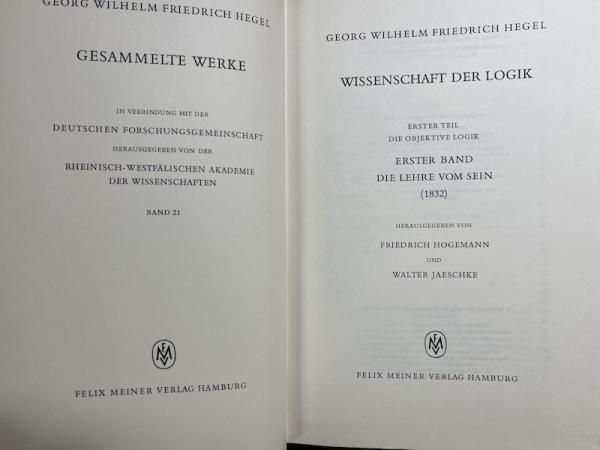 GEORG WILHELM FRIEDRICH HEGEL
GESAMMELTE WERKE
IN VERBINDUNG MIT DER
DEUTSCHEN FORSCHUNGSGEMEINSCHAFT
HERAUSGEGEBEN VON DER
RHEINISCH-WESTFÄLISCHEN AKADEMIE
DER WISSENSCHAFTEN
BAND 21
FELIX MEINER VERLAG HAMBURG
GEORG WILHELM FRIEDRICH HEGEL
WISSENSCHAFT DER LOGIK
ERSTER TEIL
DIE OBJEKTIVE LOGIK
ERSTER BAND
DIE LEHRE VOM SEIN
(1832)
HERAUSGEGEBEN VON
FRIEDRICH HOGEMANN
UND
WALTER JAESCHKE
FELIX MEINER VERLAG HAMBURG